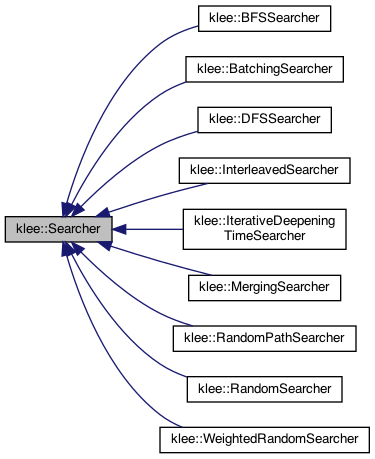 klee::BFSSearcher
klee::BatchingSearcher
klee::DFSSearcher
klee::InterleavedSearcher
klee::Searcher
klee::IterativeDeepening
TimeSearcher
klee::MergingSearcher
klee::RandomPathSearcher
klee::RandomSearcher
klee::WeightedRandomSearcher